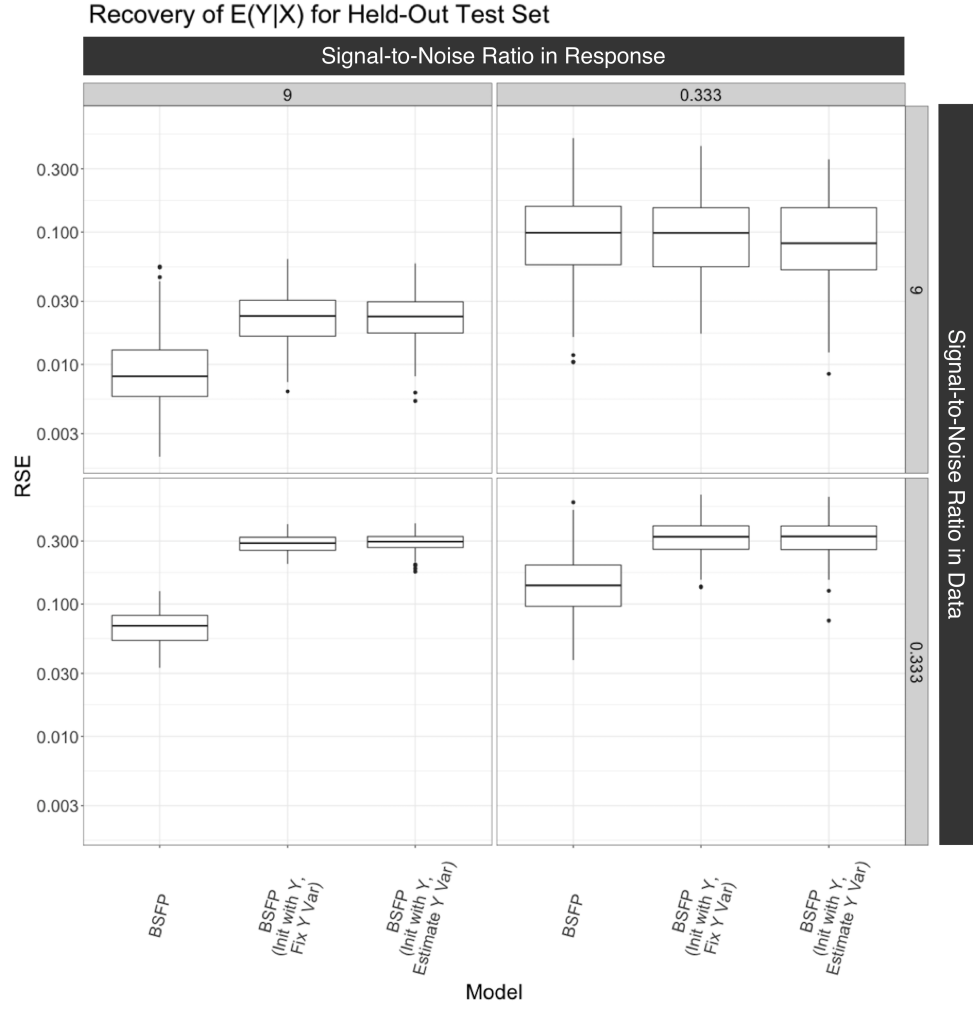 Recovery of E(Y|X) for Held-Out Test Set
Signal-to-Noise Ratio in Response
9
0.333
0.300
0.100
0.030
0.010
0.003
9
0.300
0.100
0.030
0.010
0.003
0.333
RSE
Signal-to-Noise Ratio in Data
BSFP
BSFP
(Init with Y,
Fix Y Var)
BSFP
(Init with Y,
Estimate Y Var)
BSFP
BSFP
(Init with Y,
Fix Y Var)
BSFP
(Init with Y,
Estimate Y Var)
Model